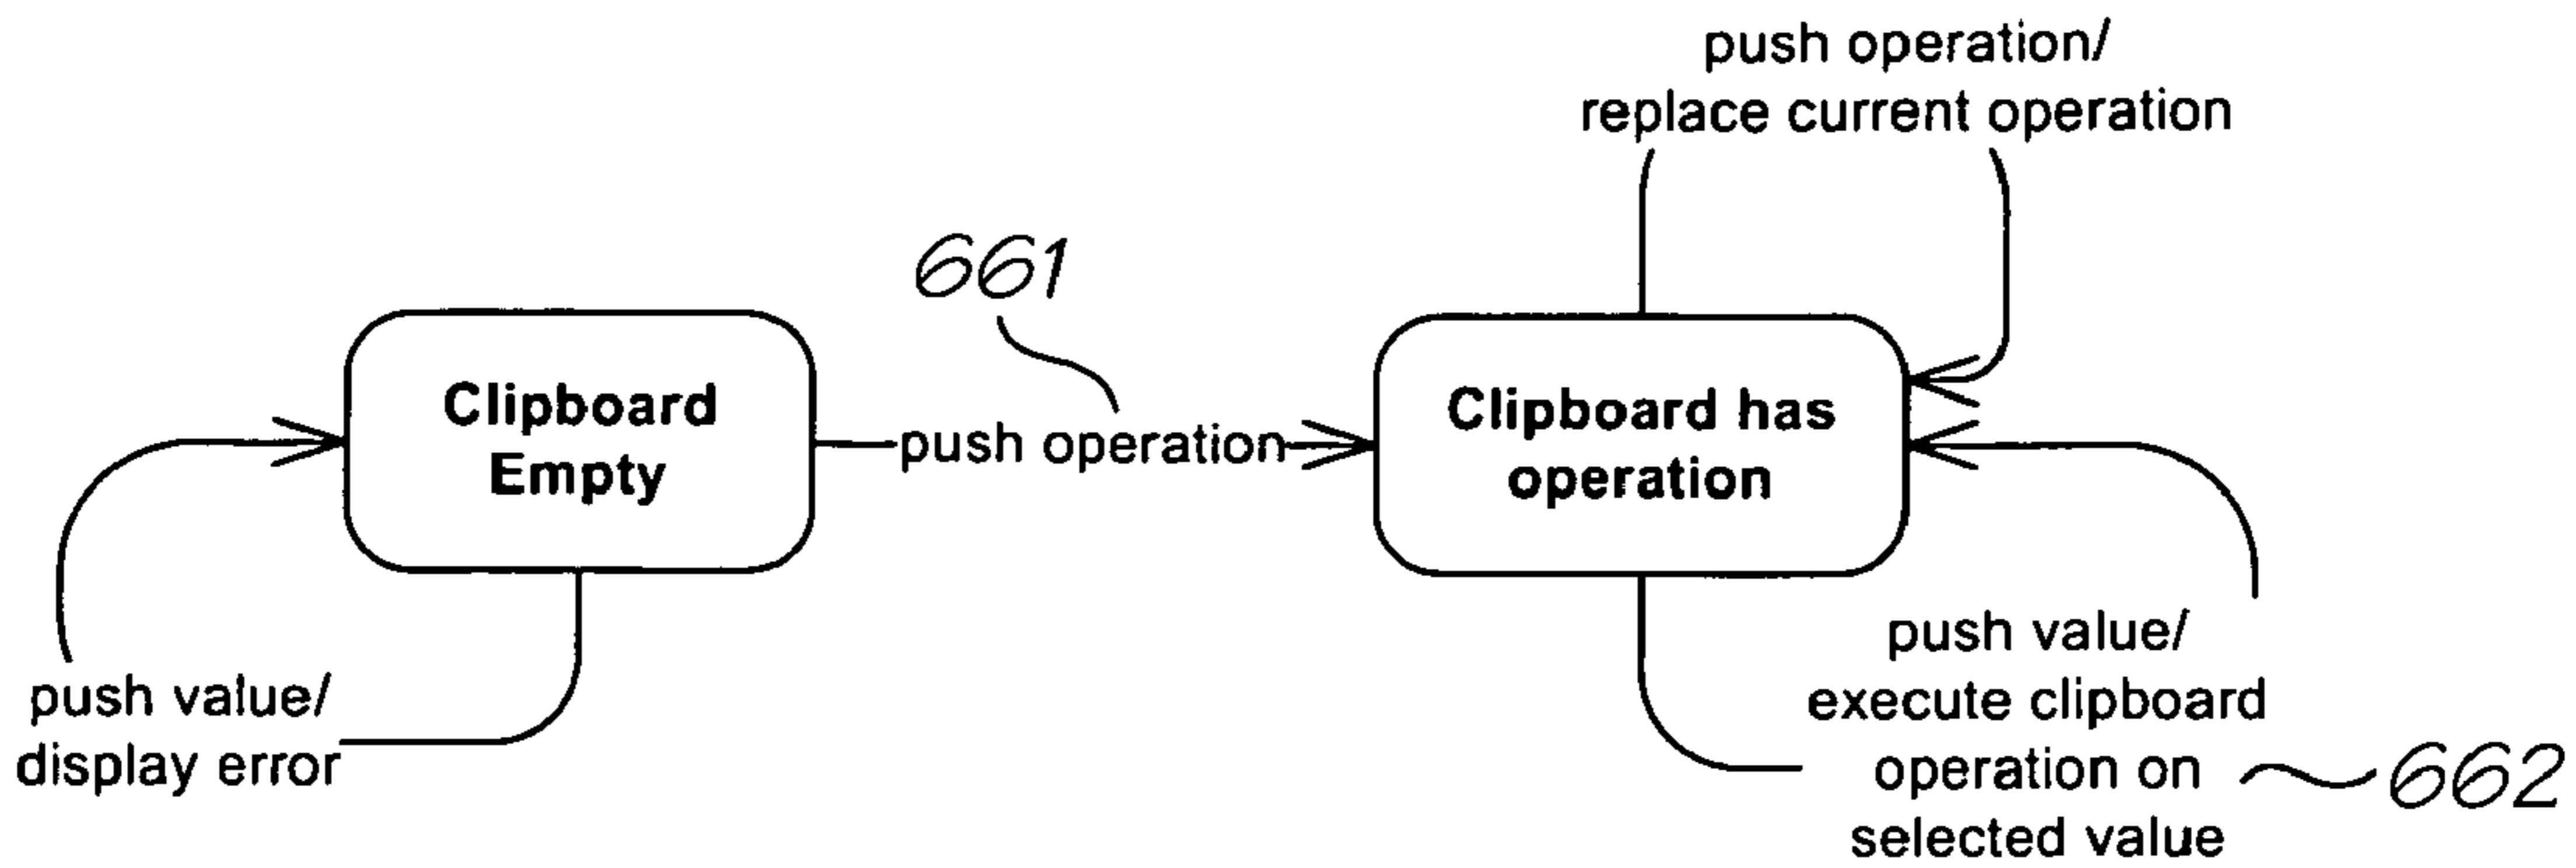 push operation/
replace current operation
661
Clipboard
Empty
push operation
Clipboard has
operation
push value/
display error
push value/
execute clipboard
operation on
selected value
662